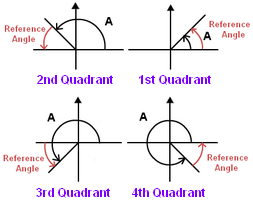 Reference
Angle
A
2nd Quadrant
Reference
Angle
A
1st Quadrant
A
Reference
Angle
3rd Quadrant
A
Reference
Angle
4th Quadrant